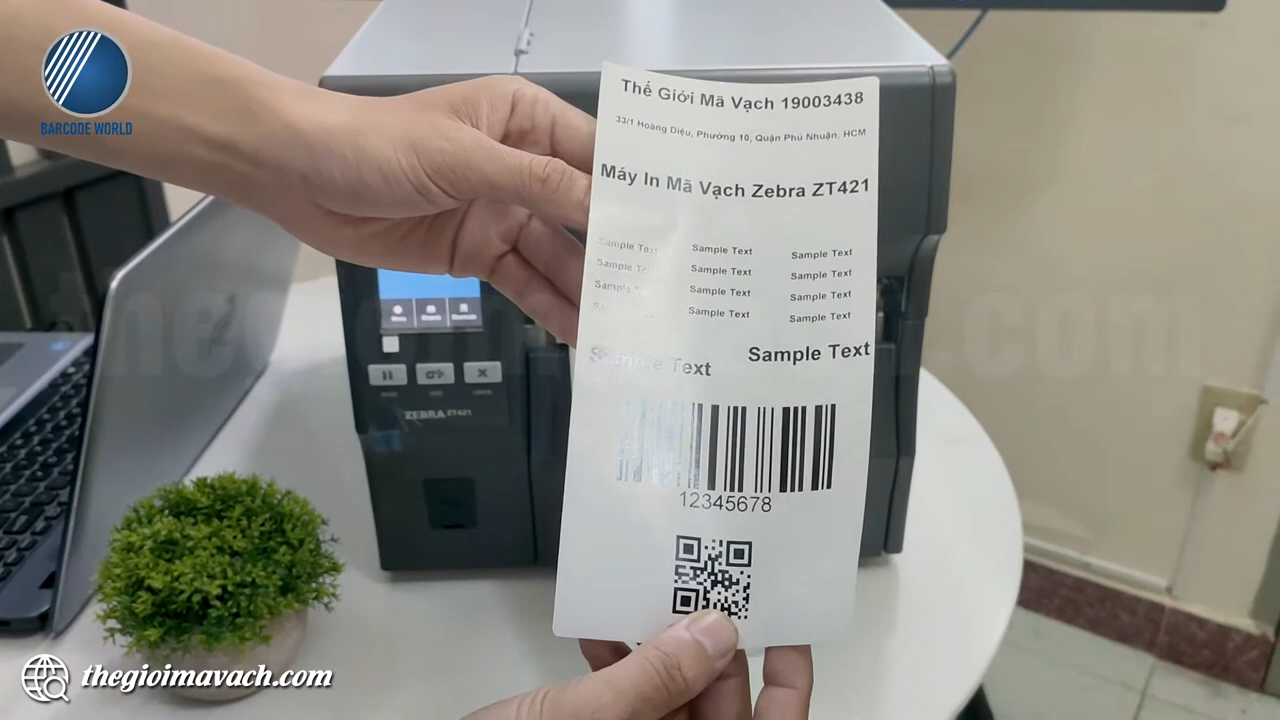 BARCODE WORLD
Thế Giới Mã Vạch 19003438
33/1 Hoàng Diệu, Phường 10, Quận Phú Nhuận. HCM
Máy In Mã Vạch Zebra ZT421
Sample Text Sample Text Sample Text
Sample Te Sample Text Sample Text
Sample Sample Text Sample Text
Sample Text Sample Text
Sample Text Sample Text
12345678
ZEBRA ZT421
thegioimavach.com